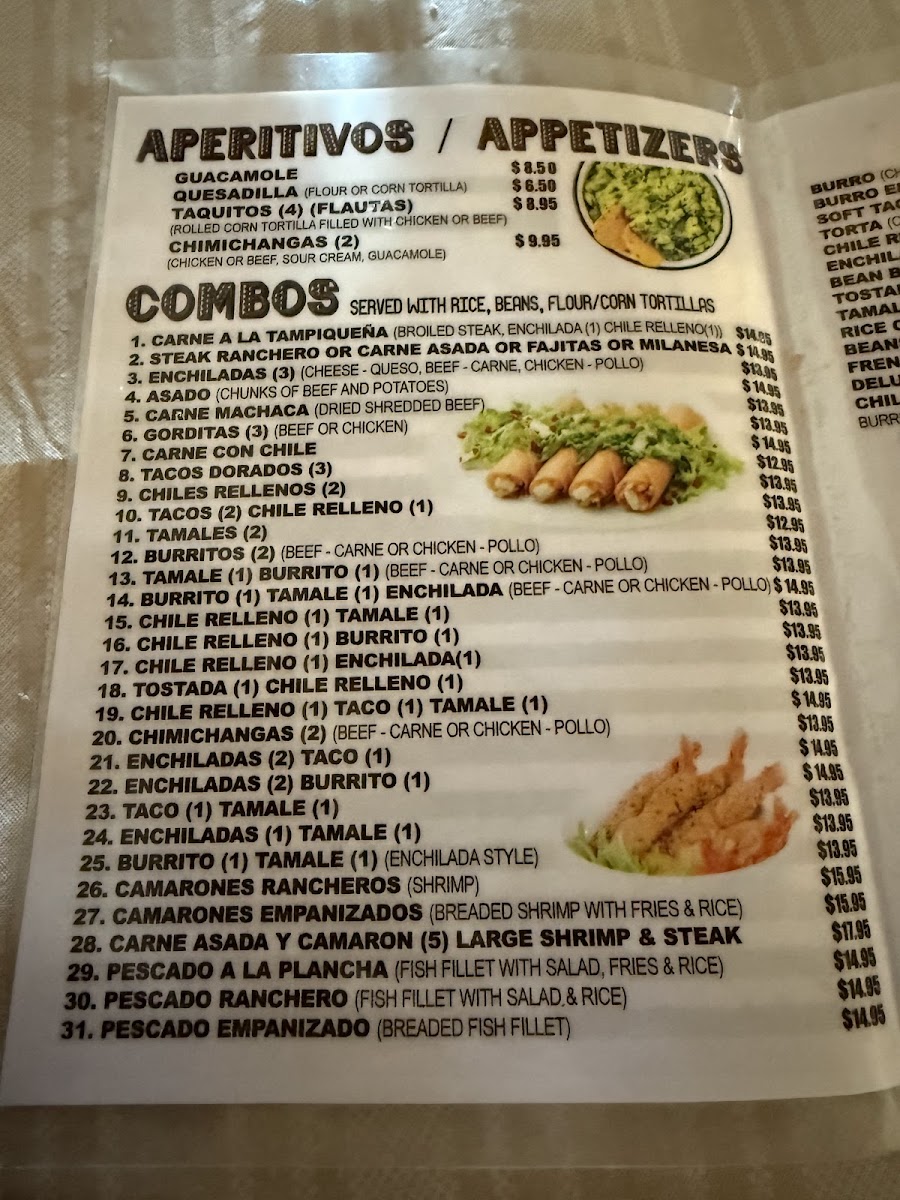 APERITIVOS / APPETIZERS
GUACAMOLE $8.50
QUESADILLA (FLOUR OR CORN TORTILLA) $6.50
TAQUITOS (4) (FLAUTAS) $8.95
(ROLLED CORN TORTILLA FILLED WITH CHICKEN OR BEEF)
CHIMICHANGAS (2) $9.95
(CHICKEN OR BEEF, SOUR CREAM, GUACAMOLE)
COMBOS SERVED WITH RICE, BEANS, FLOUR/CORN TORTILLAS
1. CARNE A LA TAMPIQUEÑA (BROILED STEAK, ENCHILADA (1) CHILE RELLENO(1)) $14.95
2. STEAK RANCHERO OR CARNE ASADA OR FAJITAS OR MILANESA $14.95
3. ENCHILADAS (3) (CHEESE - QUESO, BEEF - CARNE, CHICKEN - POLLO) $13.95
4. ASADO (CHUNKS OF BEEF AND POTATOES) $14.95
5. CARNE MACHACA (DRIED SHREDDED BEEF) $13.95
6. GORDITAS (3) (BEEF OR CHICKEN) $13.95
7. CARNE CON CHILE $14.95
8. TACOS DORADOS (3) $12.95
9. CHILES RELLENOS (2) $13.95
10. TACOS (2) CHILE RELLENO (1) $13.95
11. TAMALES (2) $12.95
12. BURRITOS (2) (BEEF - CARNE OR CHICKEN - POLLO) $13.95
13. TAMALE (1) BURRITO (1) (BEEF - CARNE OR CHICKEN - POLLO) $13.95
14. BURRITO (1) TAMALE (1) ENCHILADA (BEEF - CARNE OR CHICKEN - POLLO) $14.95
15. CHILE RELLENO (1) TAMALE (1) $13.95
16. CHILE RELLENO (1) BURRITO (1) $13.95
17. CHILE RELLENO (1) ENCHILADA(1) $13.95
18. TOSTADA (1) CHILE RELLENO (1) $13.95
19. CHILE RELLENO (1) TACO (1) TAMALE (1) $14.95
20. CHIMICHANGAS (2) (BEEF - CARNE OR CHICKEN - POLLO) $13.95
21. ENCHILADAS (2) TACO (1) $14.95
22. ENCHILADAS (2) BURRITO (1) $14.95
23. TACO (1) TAMALE (1) $13.95
24. ENCHILADAS (1) TAMALE (1) $13.95
25. BURRITO (1) TAMALE (1) (ENCHILADA STYLE) $13.95
26. CAMARONES RANCHEROS (SHRIMP) $15.95
27. CAMARONES EMPANIZADOS (BREADED SHRIMP WITH FRIES & RICE) $15.95
28. CARNE ASADA Y CAMARON (5) LARGE SHRIMP & STEAK $17.95
29. PESCADO A LA PLANCHA (FISH FILLET WITH SALAD, FRIES & RICE) $14.95
30. PESCADO RANCHERO (FISH FILLET WITH SALAD,& RICE) $14.95
31. PESCADO EMPANIZADO (BREADED FISH FILLET) $14.95
BURRO (CH
BURRO E
SOFT TAC
TORTA (C
CHILE R
ENCHIL
BEAN B
TOSTA
TAMAL
RICE
BEAN
FREN
DELU
CHIL
BURR